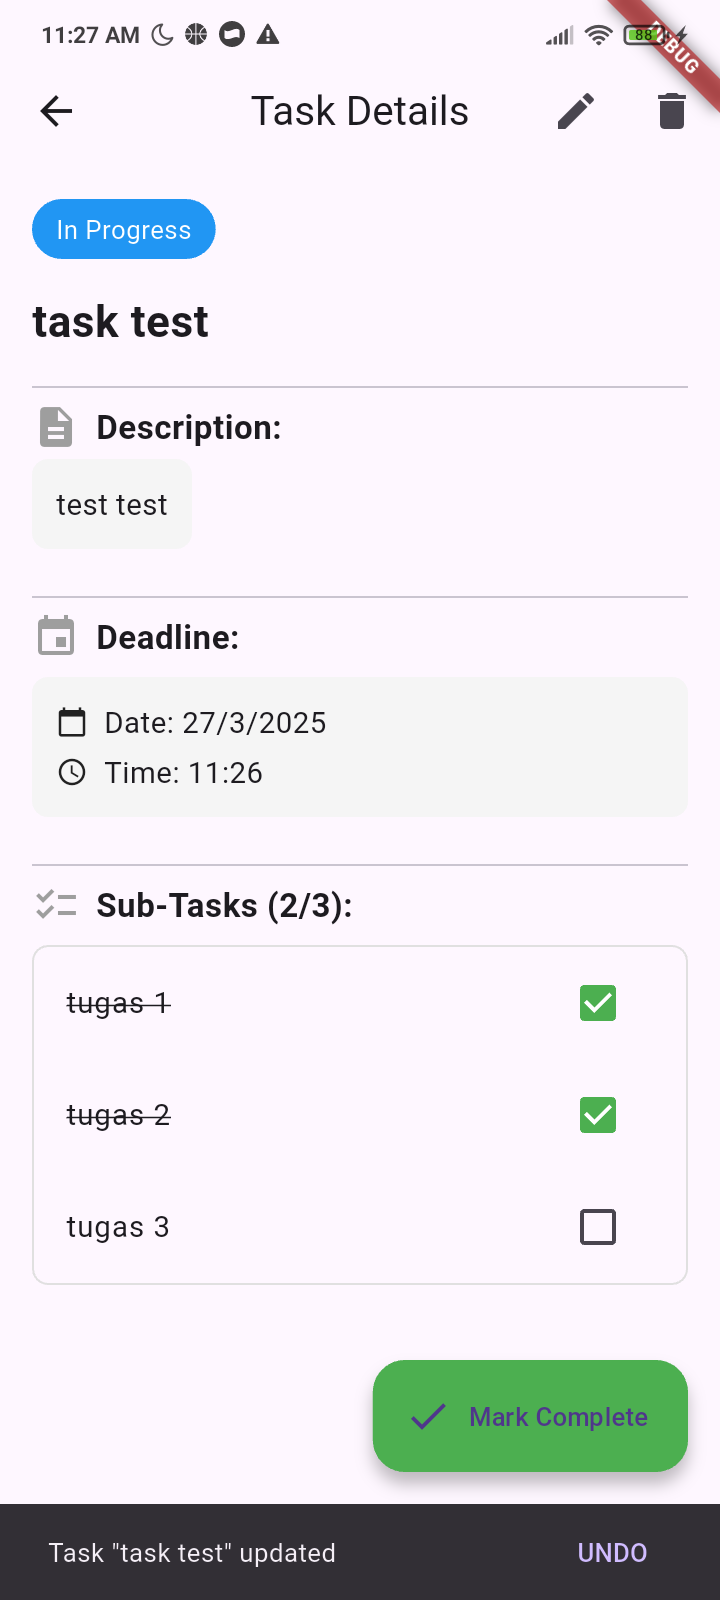 11:27 AM
88
DEBUG
Task Details
In Progress
task test
Description:
test test
Deadline:
Date: 27/3/2025
Time: 11:26
Sub-Tasks (2/3):
tugas 1
tugas 2
tugas 3
Mark Complete
Task "task test" updated
UNDO